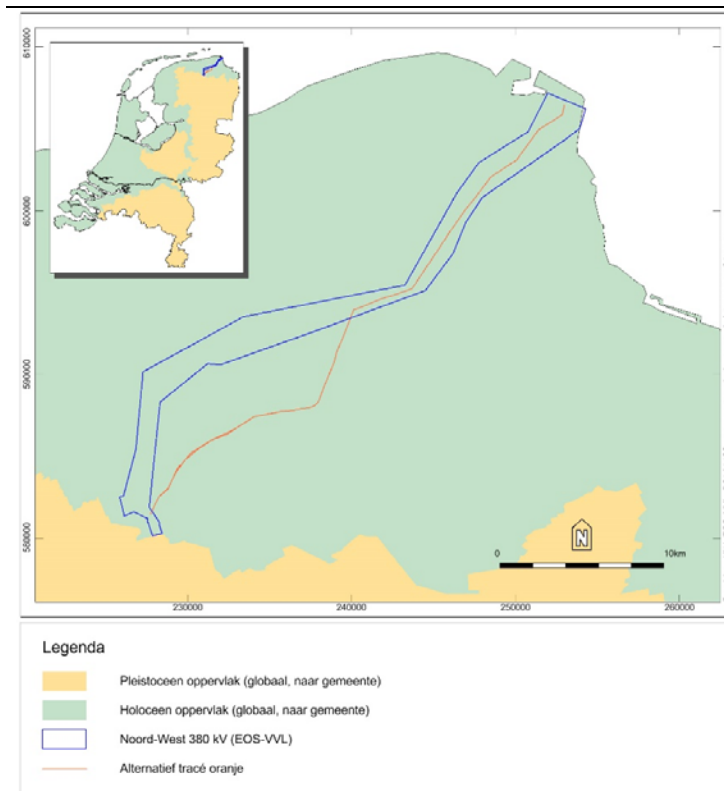 610000
600000
590000
580000
N
0 10km
230000 240000 250000 260000
Legenda
Pleistoceen oppervlak (globaal, naar gemeente)
Holoceen oppervlak (globaal, naar gemeente)
Noord-West 380 kV (EOS-VVL)
Alternatief tracé oranje